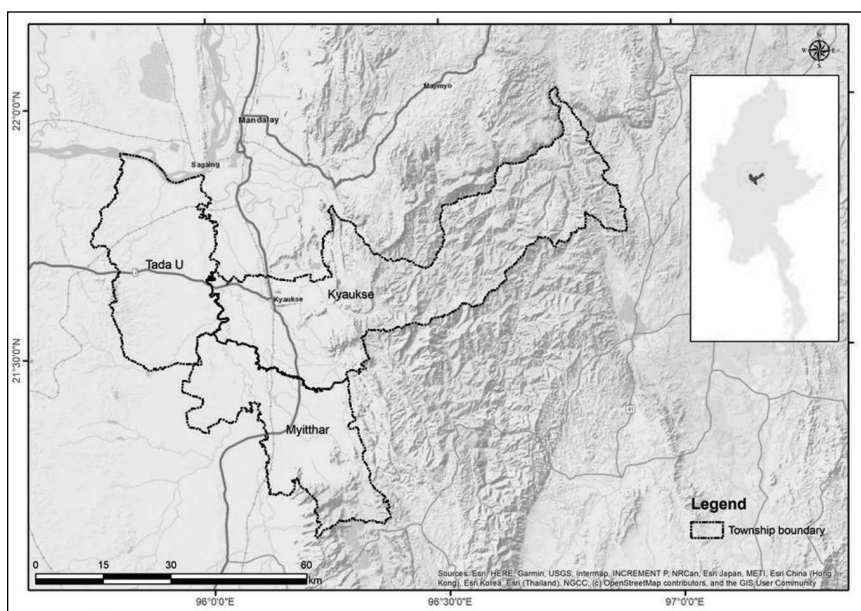 N
W E
S
22°0'0"N
21°30'0"N
Maymyo
Mandalay
Sagaing
Tada U
Kyaukse
Kyaukse
Myitthar
41
Legend
Township boundary
0 15 30 60
km
Sources: Esri, HERE, Garmin, USGS, Intermap, INCREMENT P, NRCan, Esri Japan, METI, Esri China (Hong
Kong), Esri Korea, Esri (Thailand), NGCC, (c) OpenStreetMap contributors, and the GIS User Community
96°0'0"E 96°30'0"E 97°0'0"E